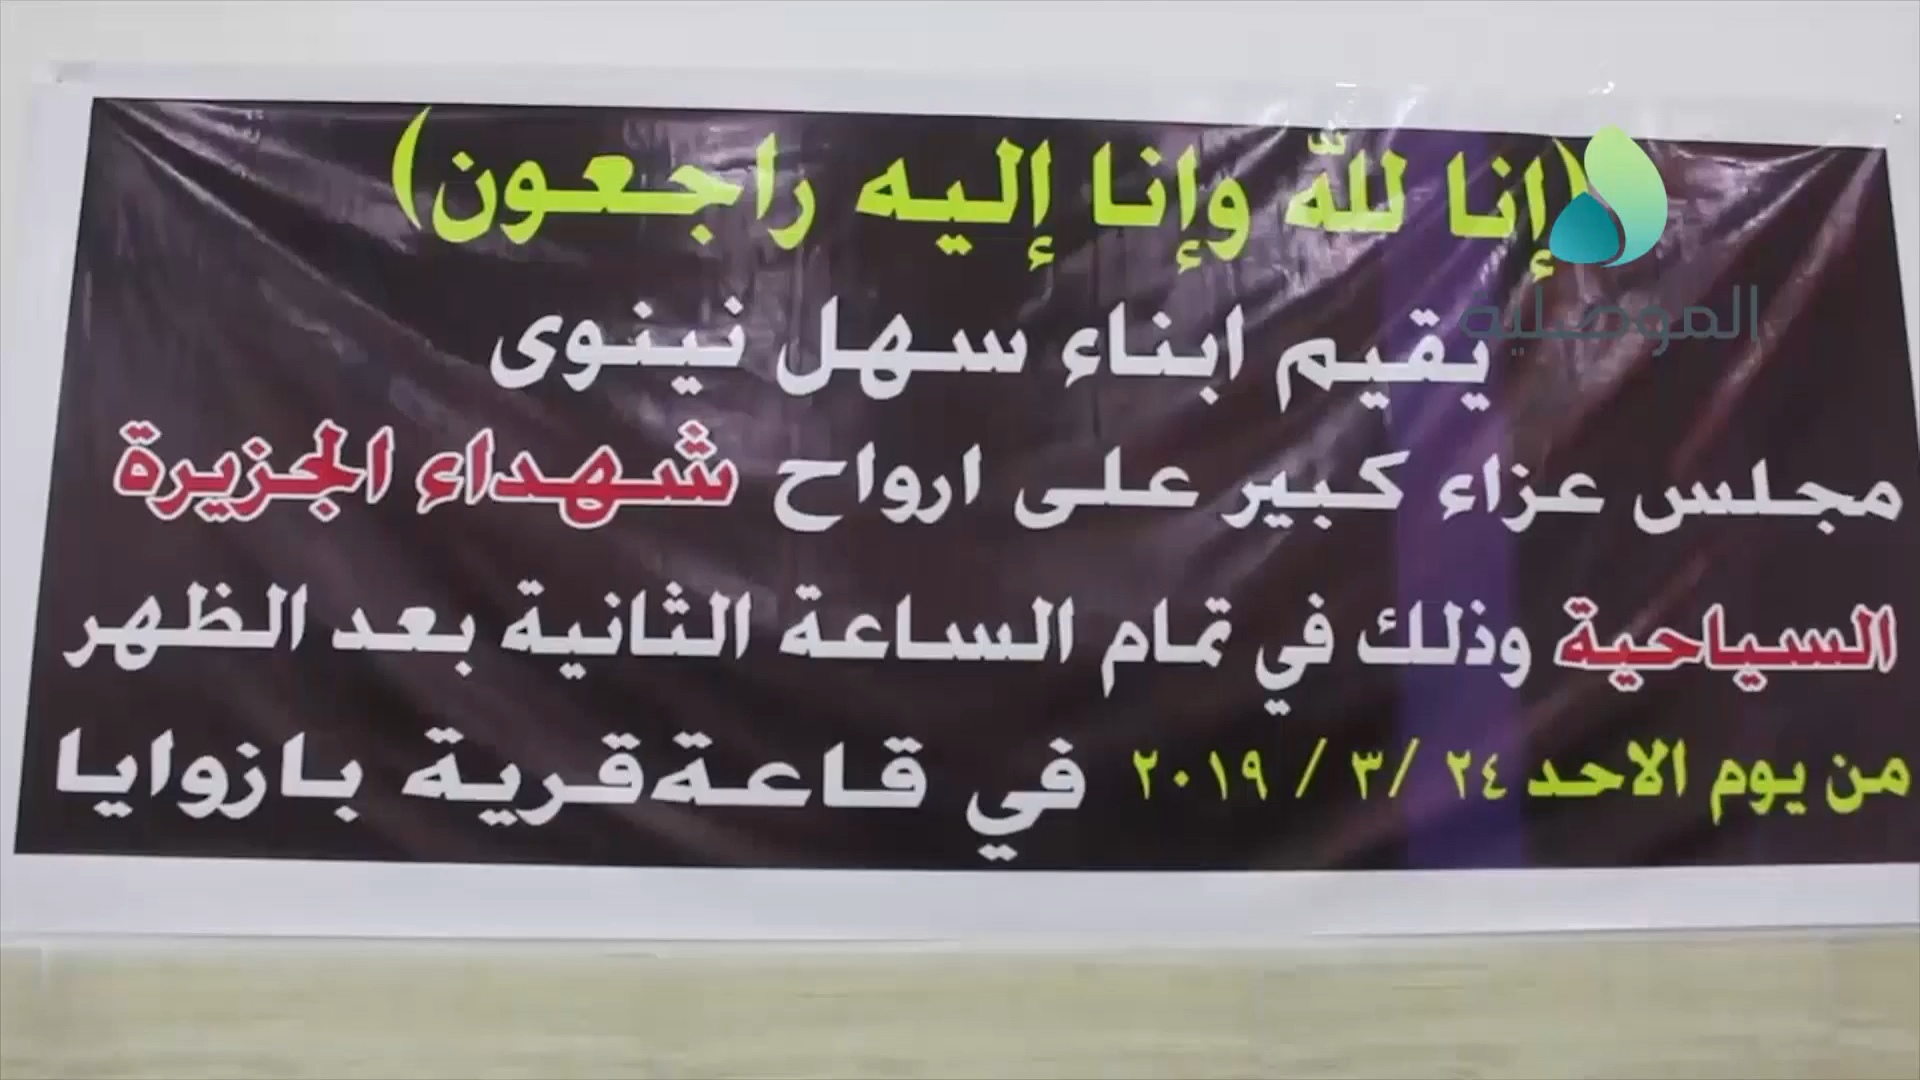 (إنا لله وإنا إليه راجعون)
الموصلية
يقيم ابناء سهل نينوى
مجلس عزاء كبير على ارواح شهداء الجزيرة
السياحية وذلك في تمام الساعة الثانية بعد الظهر
من يوم الاحد ٢٤ /٣ / ٢٠١٩ في قاعة قرية بازوايا